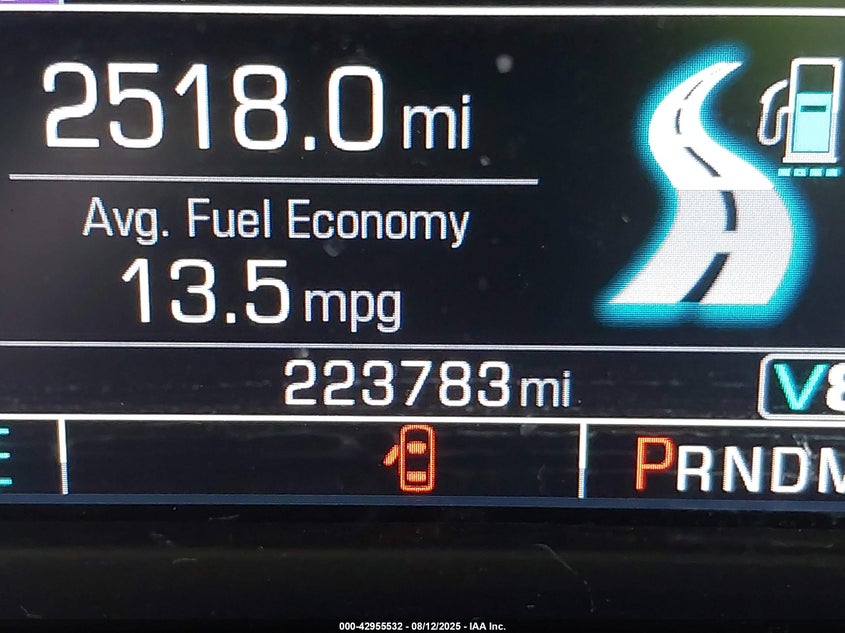 2518.0 mi
Avg. Fuel Economy
13.5 mpg
223783 mi
V8
E
PRNDM
000-42955532 - 08/12/2025 - IAA Inc.